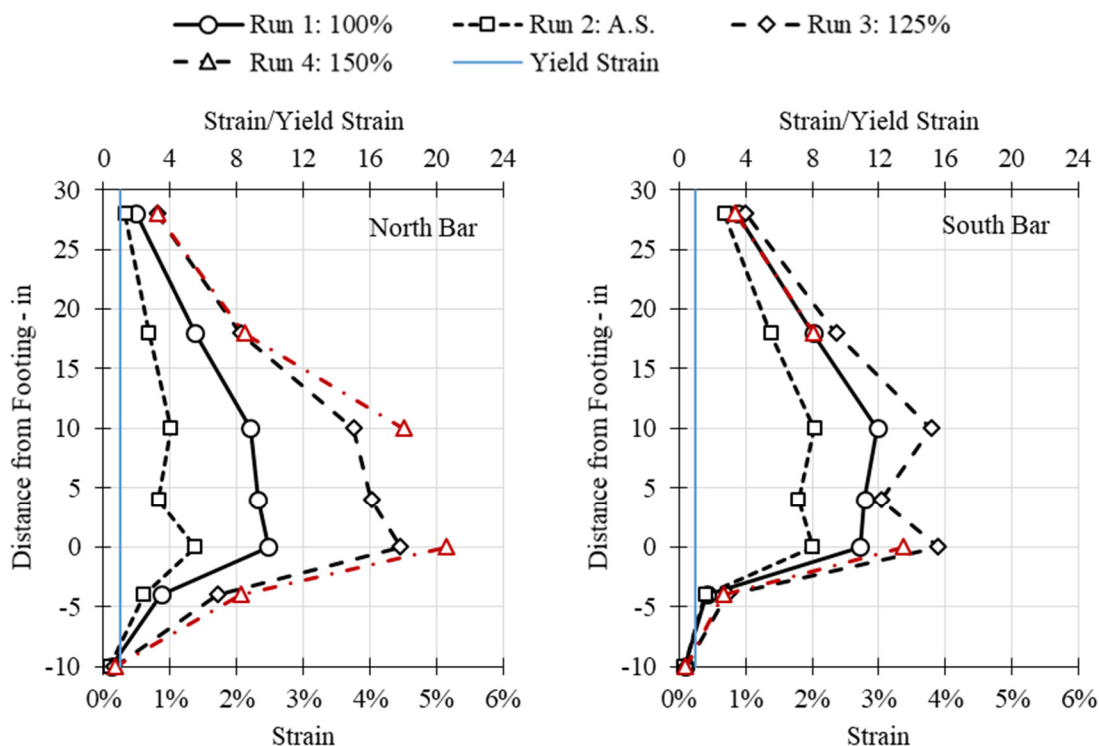 Run 1: 100% Run 2: A.S. Run 3: 125%
Run 4: 150% Yield Strain
Strain/Yield Strain
0 4 8 12 16 20 24
30
25
20
15
10
5
0
-5
-10
Distance from Footing - in
North Bar
0% 1% 2% 3% 4% 5% 6%
Strain
Strain/Yield Strain
0 4 8 12 16 20 24
30
25
20
15
10
5
0
-5
-10
Distance from Footing - in
South Bar
0% 1% 2% 3% 4% 5% 6%
Strain